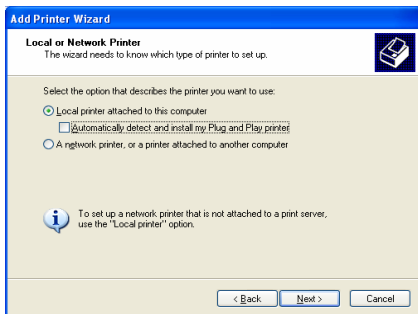 Add Printer Wizard
Local or Network Printer
The wizard needs to know which type of printer to set up.
Select the option that describes the printer you want to use:
Local printer attached to this computer
Automatically detect and install my Plug and Play printer
A network printer, or a printer attached to another computer
To set up a network printer that is not attached to a print server,
use the "Local printer" option.
< Back Next > Cancel